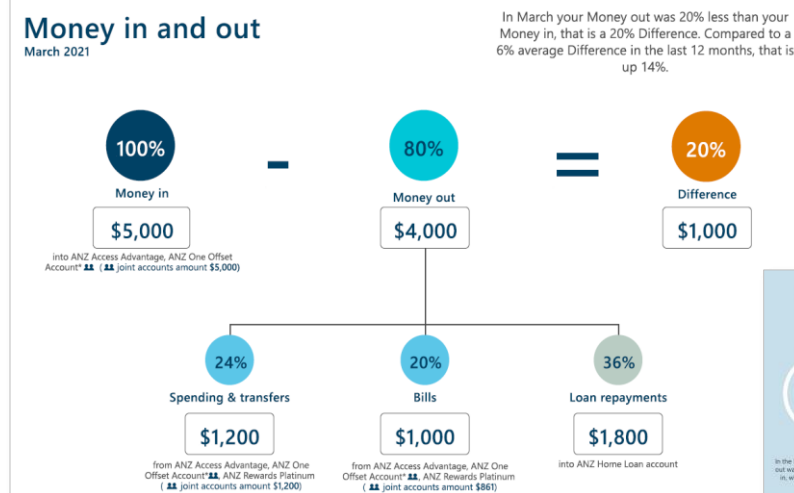 Money in and out
March 2021
In March your Money out was 20% less than your
Money in, that is a 20% Difference. Compared to a
6% average Difference in the last 12 months, that is
up 14%.
100%
-
80%
=
20%
Money in
Money out
Difference
$5,000
$4,000
$1,000
into ANZ Access Advantage, ANZ One Offset
Account* ( joint accounts amount $5,000)
24%
20%
36%
Spending & transfers
Bills
Loan repayments
$1,200
$1,000
$1,800
from ANZ Access Advantage, ANZ One
Offset Account*, ANZ Rewards Platinum
( joint accounts amount $1,200)
from ANZ Access Advantage, ANZ One
Offset Account*, ANZ Rewards Platinum
( joint accounts amount $861)
into ANZ Home Loan account
In the
out wa
in, w